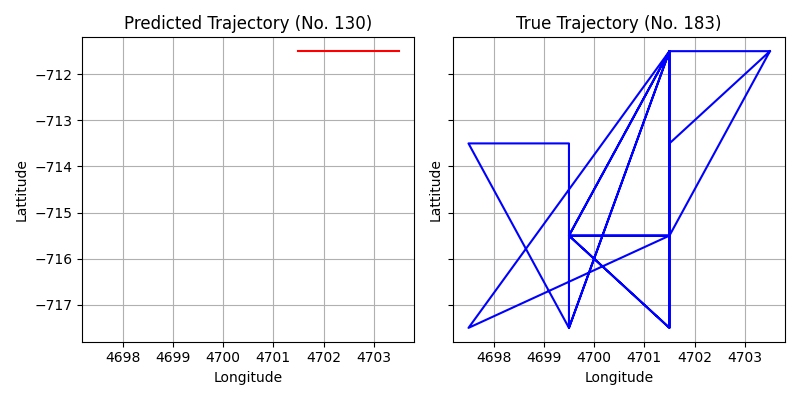 Predicted Trajectory (No. 130)
True Trajectory (No. 183)
Lattitude
−712
−713
−714
−715
−716
−717
4698 4699 4700 4701 4702 4703
Longitude
Lattitude
4698 4699 4700 4701 4702 4703
Longitude